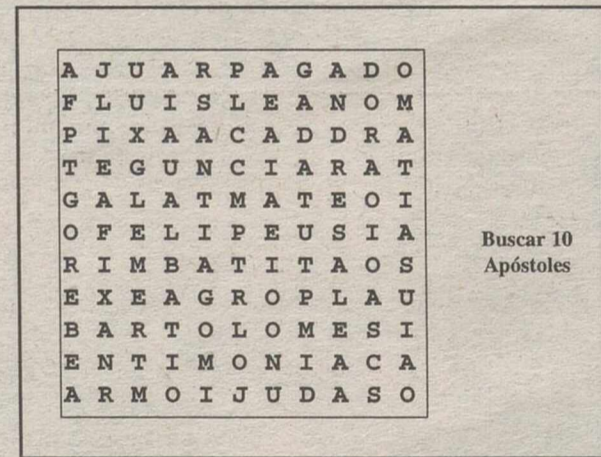 A J U A R P A G A D O
F L U I S L E A N O M
P I X A A C A D D R A
T E G U N C I A R A T
G A L A T M A T E O I
O F E L I P E U S I A
R I M B A T I T A O S
E X E A G R O P L A U
B A R T O L O M E S I
E N T I M O N I A C A
A R M O I J U D A S O
Buscar 10
Apóstoles